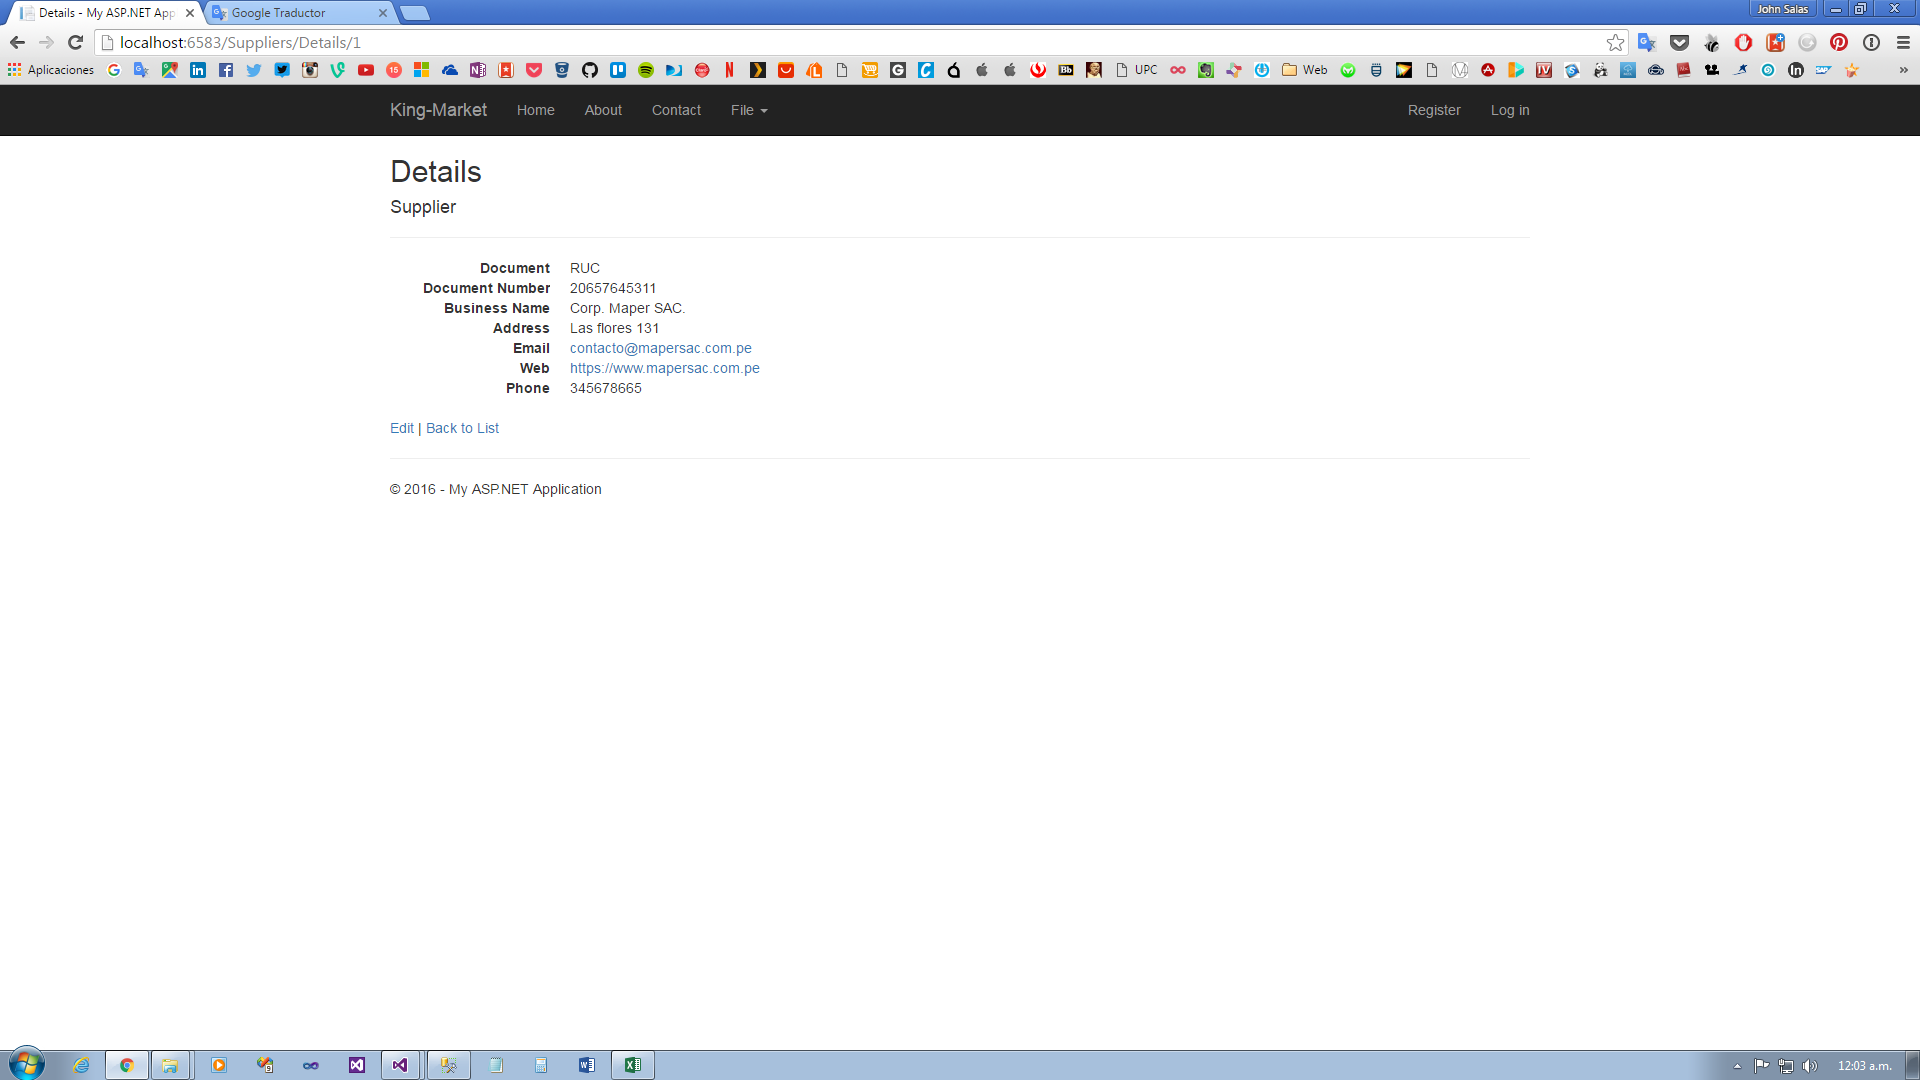 Details - My ASP.NET App
Google Traductor
John Salas
localhost:6583/Suppliers/Details/1
Aplicaciones
UPC
Web
King-Market
Home
About
Contact
File
Register
Log in
Details
Supplier
Document RUC
Document Number 20657645311
Business Name Corp. Maper SAC.
Address Las flores 131
Email contacto@mapersac.com.pe
Web https://www.mapersac.com.pe
Phone 345678665
Edit | Back to List
© 2016 - My ASP.NET Application
12:03 a.m.